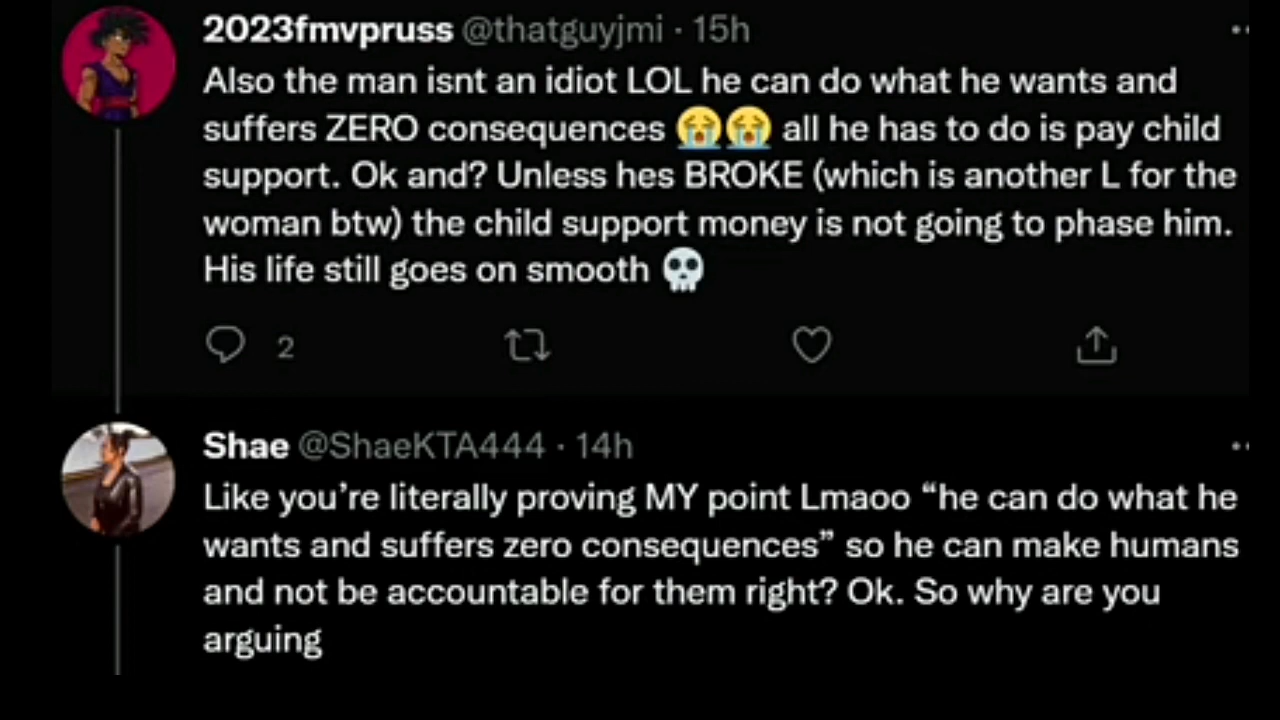 2023fmvpruss @thatguyjmi · 15h
Also the man isnt an idiot LOL he can do what he wants and
suffers ZERO consequences 😭😭 all he has to do is pay child
support. Ok and? Unless hes BROKE (which is another L for the
woman btw) the child support money is not going to phase him.
His life still goes on smooth 💀
2
Shae @ShaeKTA444 · 14h
Like you’re literally proving MY point Lmaoo “he can do what he
wants and suffers zero consequences” so he can make humans
and not be accountable for them right? Ok. So why are you
arguing